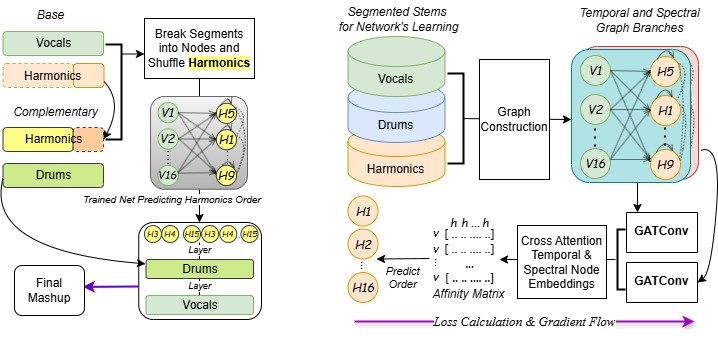 Base
Vocals
Harmonics
Complementary
Harmonics
Drums
Break Segments
into Nodes and
Shuffle Harmonics
V1
V2
V16
H5
H1
H9
Trained Net Predicting Harmonics Order
H3 H4 H15 H3 H4 H15
Layer
Drums
Layer
Vocals
Final
Mashup
Segmented Stems
for Network's Learning
Vocals
Drums
Harmonics
Graph
Construction
Temporal and Spectral
Graph Branches
V1
V2
V16
H5
H1
H9
GATConv
GATConv
Cross Attention
Temporal &
Spectral Node
Embeddings
h h ... h
v [ .. .. .... ..]
v [ .. .. .... ..]
...
v [ .. .. .... ..]
Affinity Matrix
Predict
Order
H1
H2
H16
Loss Calculation & Gradient Flow